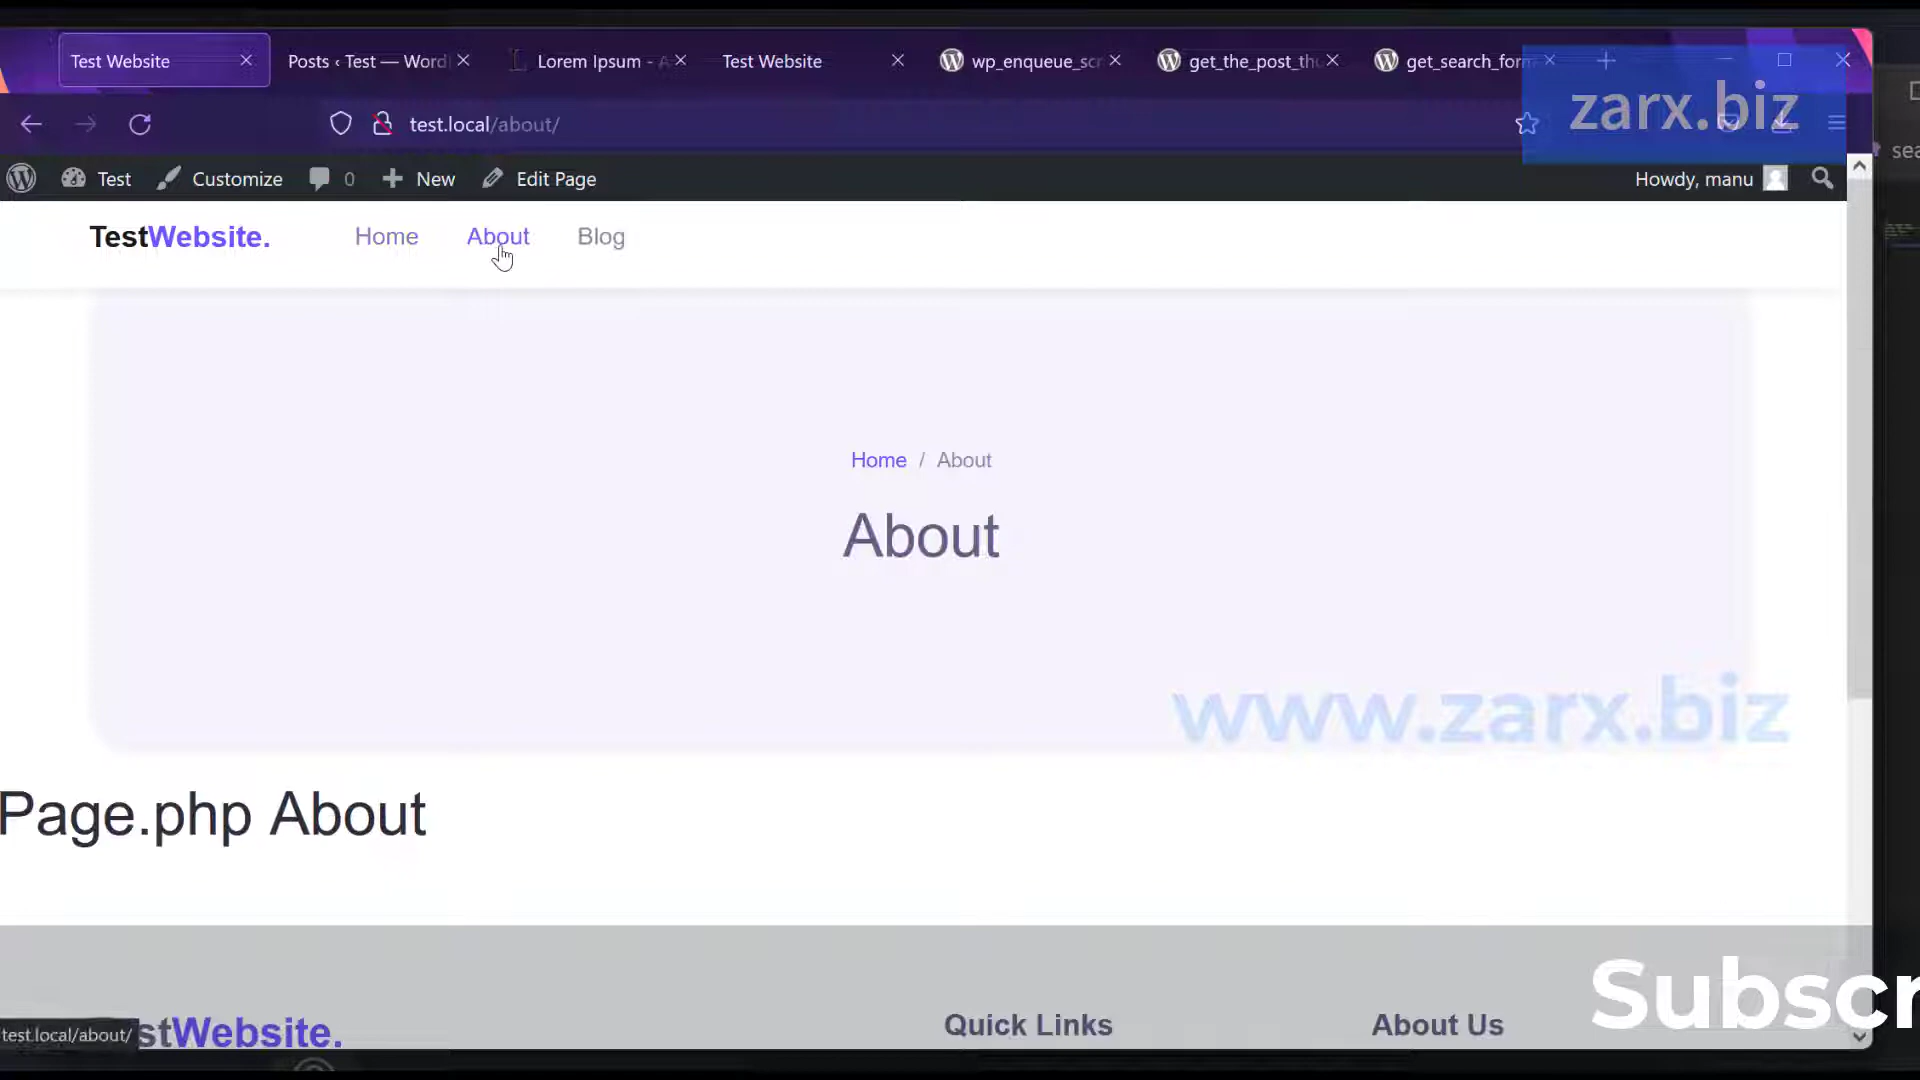 Test Website
Posts ‹ Test — Word
Lorem Ipsum - A
Test Website
wp_enqueue_scr
get_the_post_thu
get_search_form
zarx.biz
test.local/about/
sea
Test
Customize
0
New
Edit Page
Howdy, manu
TestWebsite.
Home
About
Blog
Home / About
About
www.zarx.biz
Page.php About
Subscr
stWebsite.
Quick Links
About Us
test.local/about/